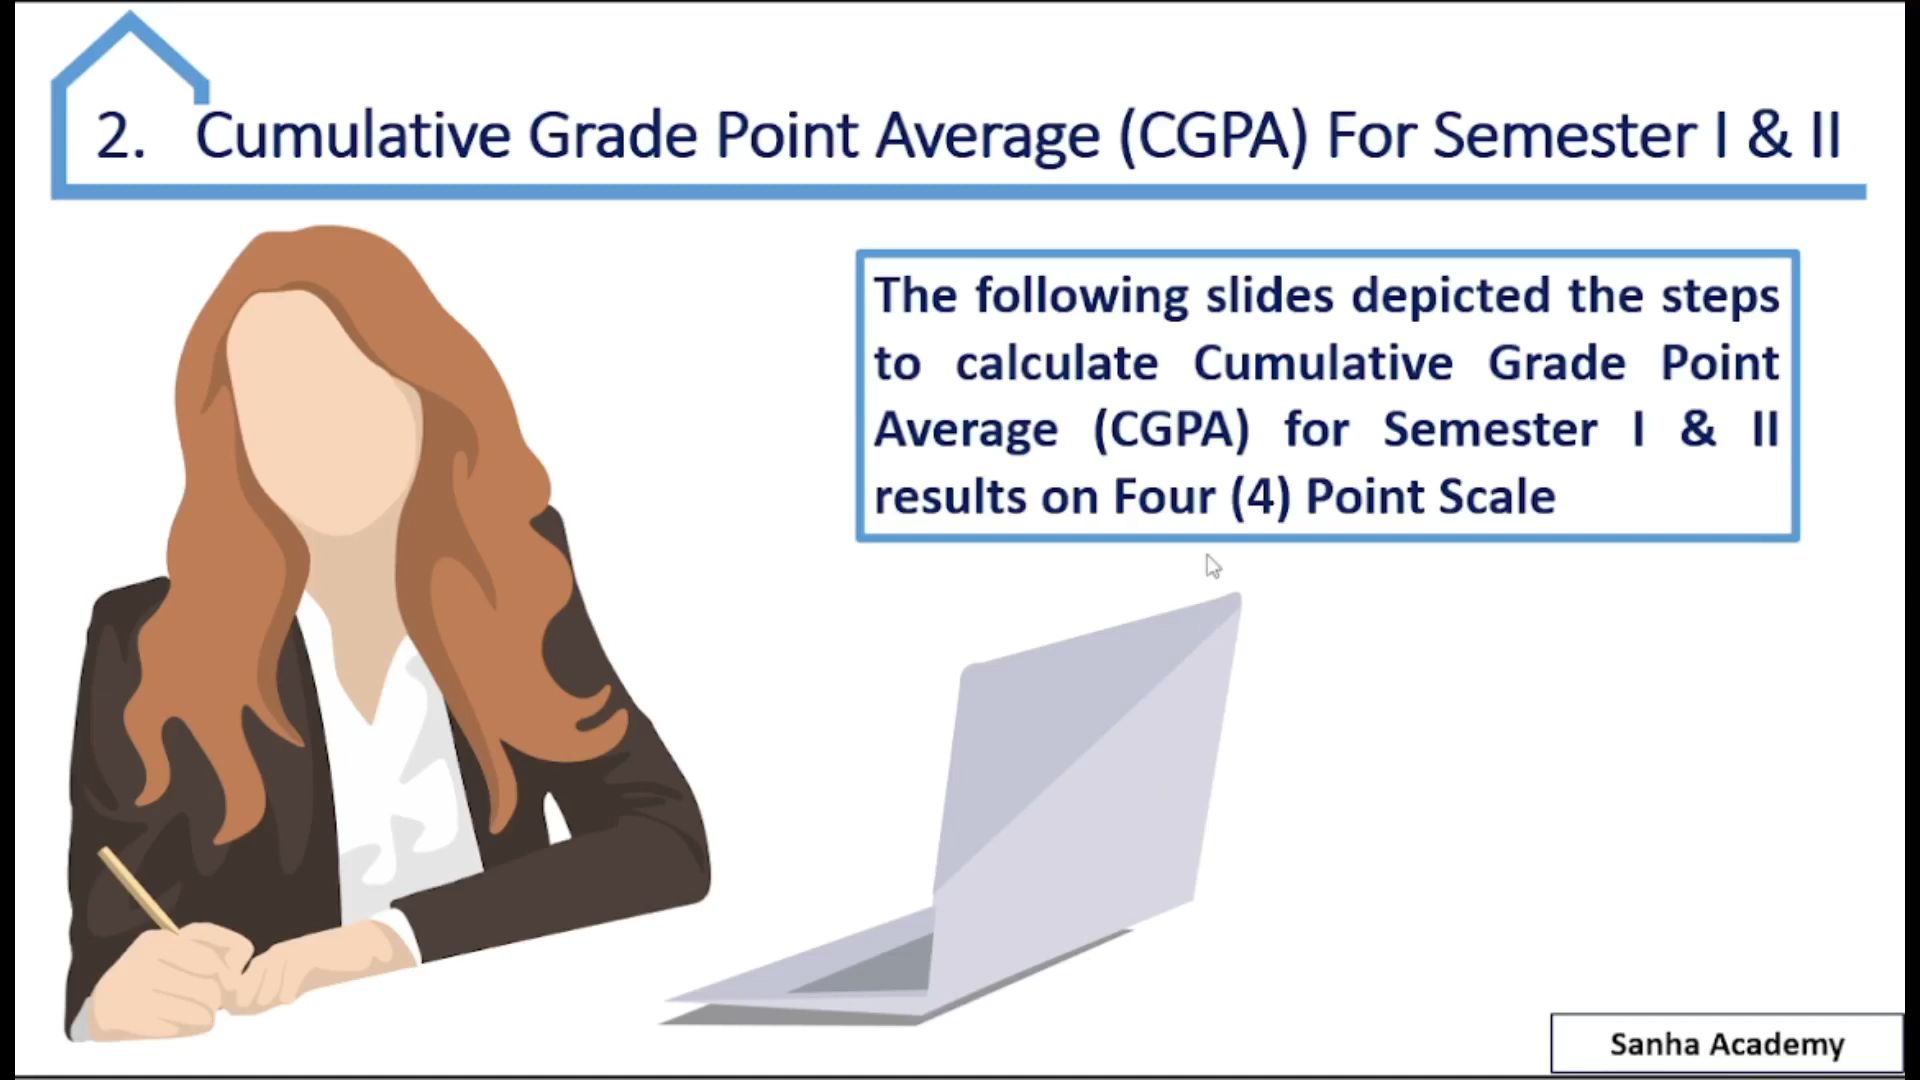 2. Cumulative Grade Point Average (CGPA) For Semester I & II
The following slides depicted the steps
to calculate Cumulative Grade Point
Average (CGPA) for Semester I & II
results on Four (4) Point Scale
Sanha Academy